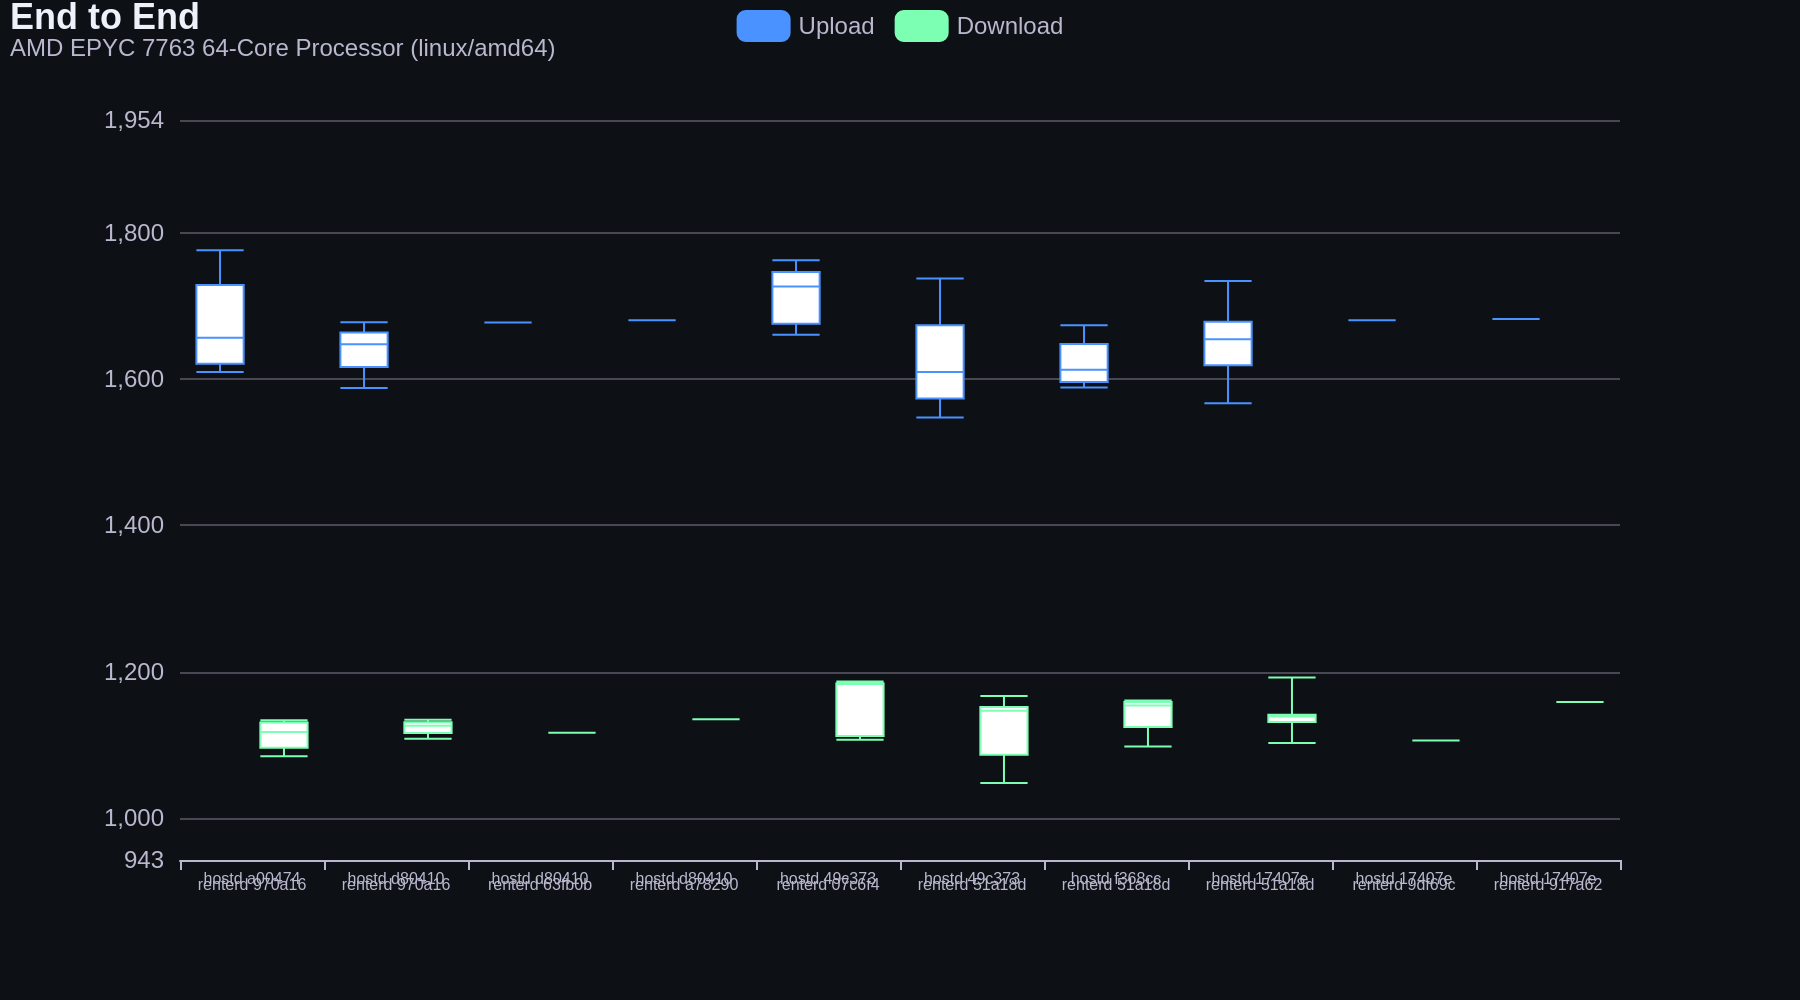 End to End
AMD EPYC 7763 64-Core Processor (linux/amd64)
Upload
Download
1,954
1,800
1,600
1,400
1,200
1,000
943
hostd a00474
renterd 970a16
hostd d80410
renterd 970a16
hostd d80410
renterd 63fb0b
hostd d80410
renterd a78290
hostd 49e373
renterd 07c6f4
hostd 49c373
renterd 51a18d
hostd f368cc
renterd 51a18d
hostd 17407e
renterd 51a18d
hostd 17407e
renterd 9df69c
hostd 17407e
renterd 917a62